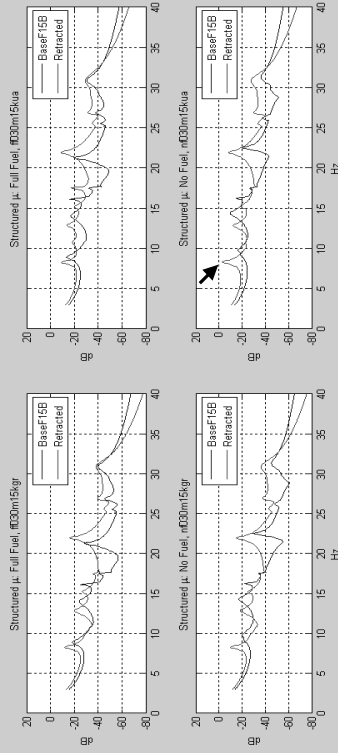 Structured μ: Full Fuel, ff030m15kgr
BaseF15B
Retracted
dB
20
0
-20
-40
-60
-80
0 5 10 15 20 25 30 35 40
Structured μ: Full Fuel, ff030m15kua
BaseF15B
Retracted
dB
20
0
-20
-40
-60
-80
0 5 10 15 20 25 30 35 40
Structured μ: No Fuel, nf030m15kgr
BaseF15B
Retracted
dB
20
0
-20
-40
-60
-80
0 5 10 15 20 25 30 35 40
Hz
Structured μ: No Fuel, nf030m15kua
BaseF15B
Retracted
dB
20
0
-20
-40
-60
-80
0 5 10 15 20 25 30 35 40
Hz